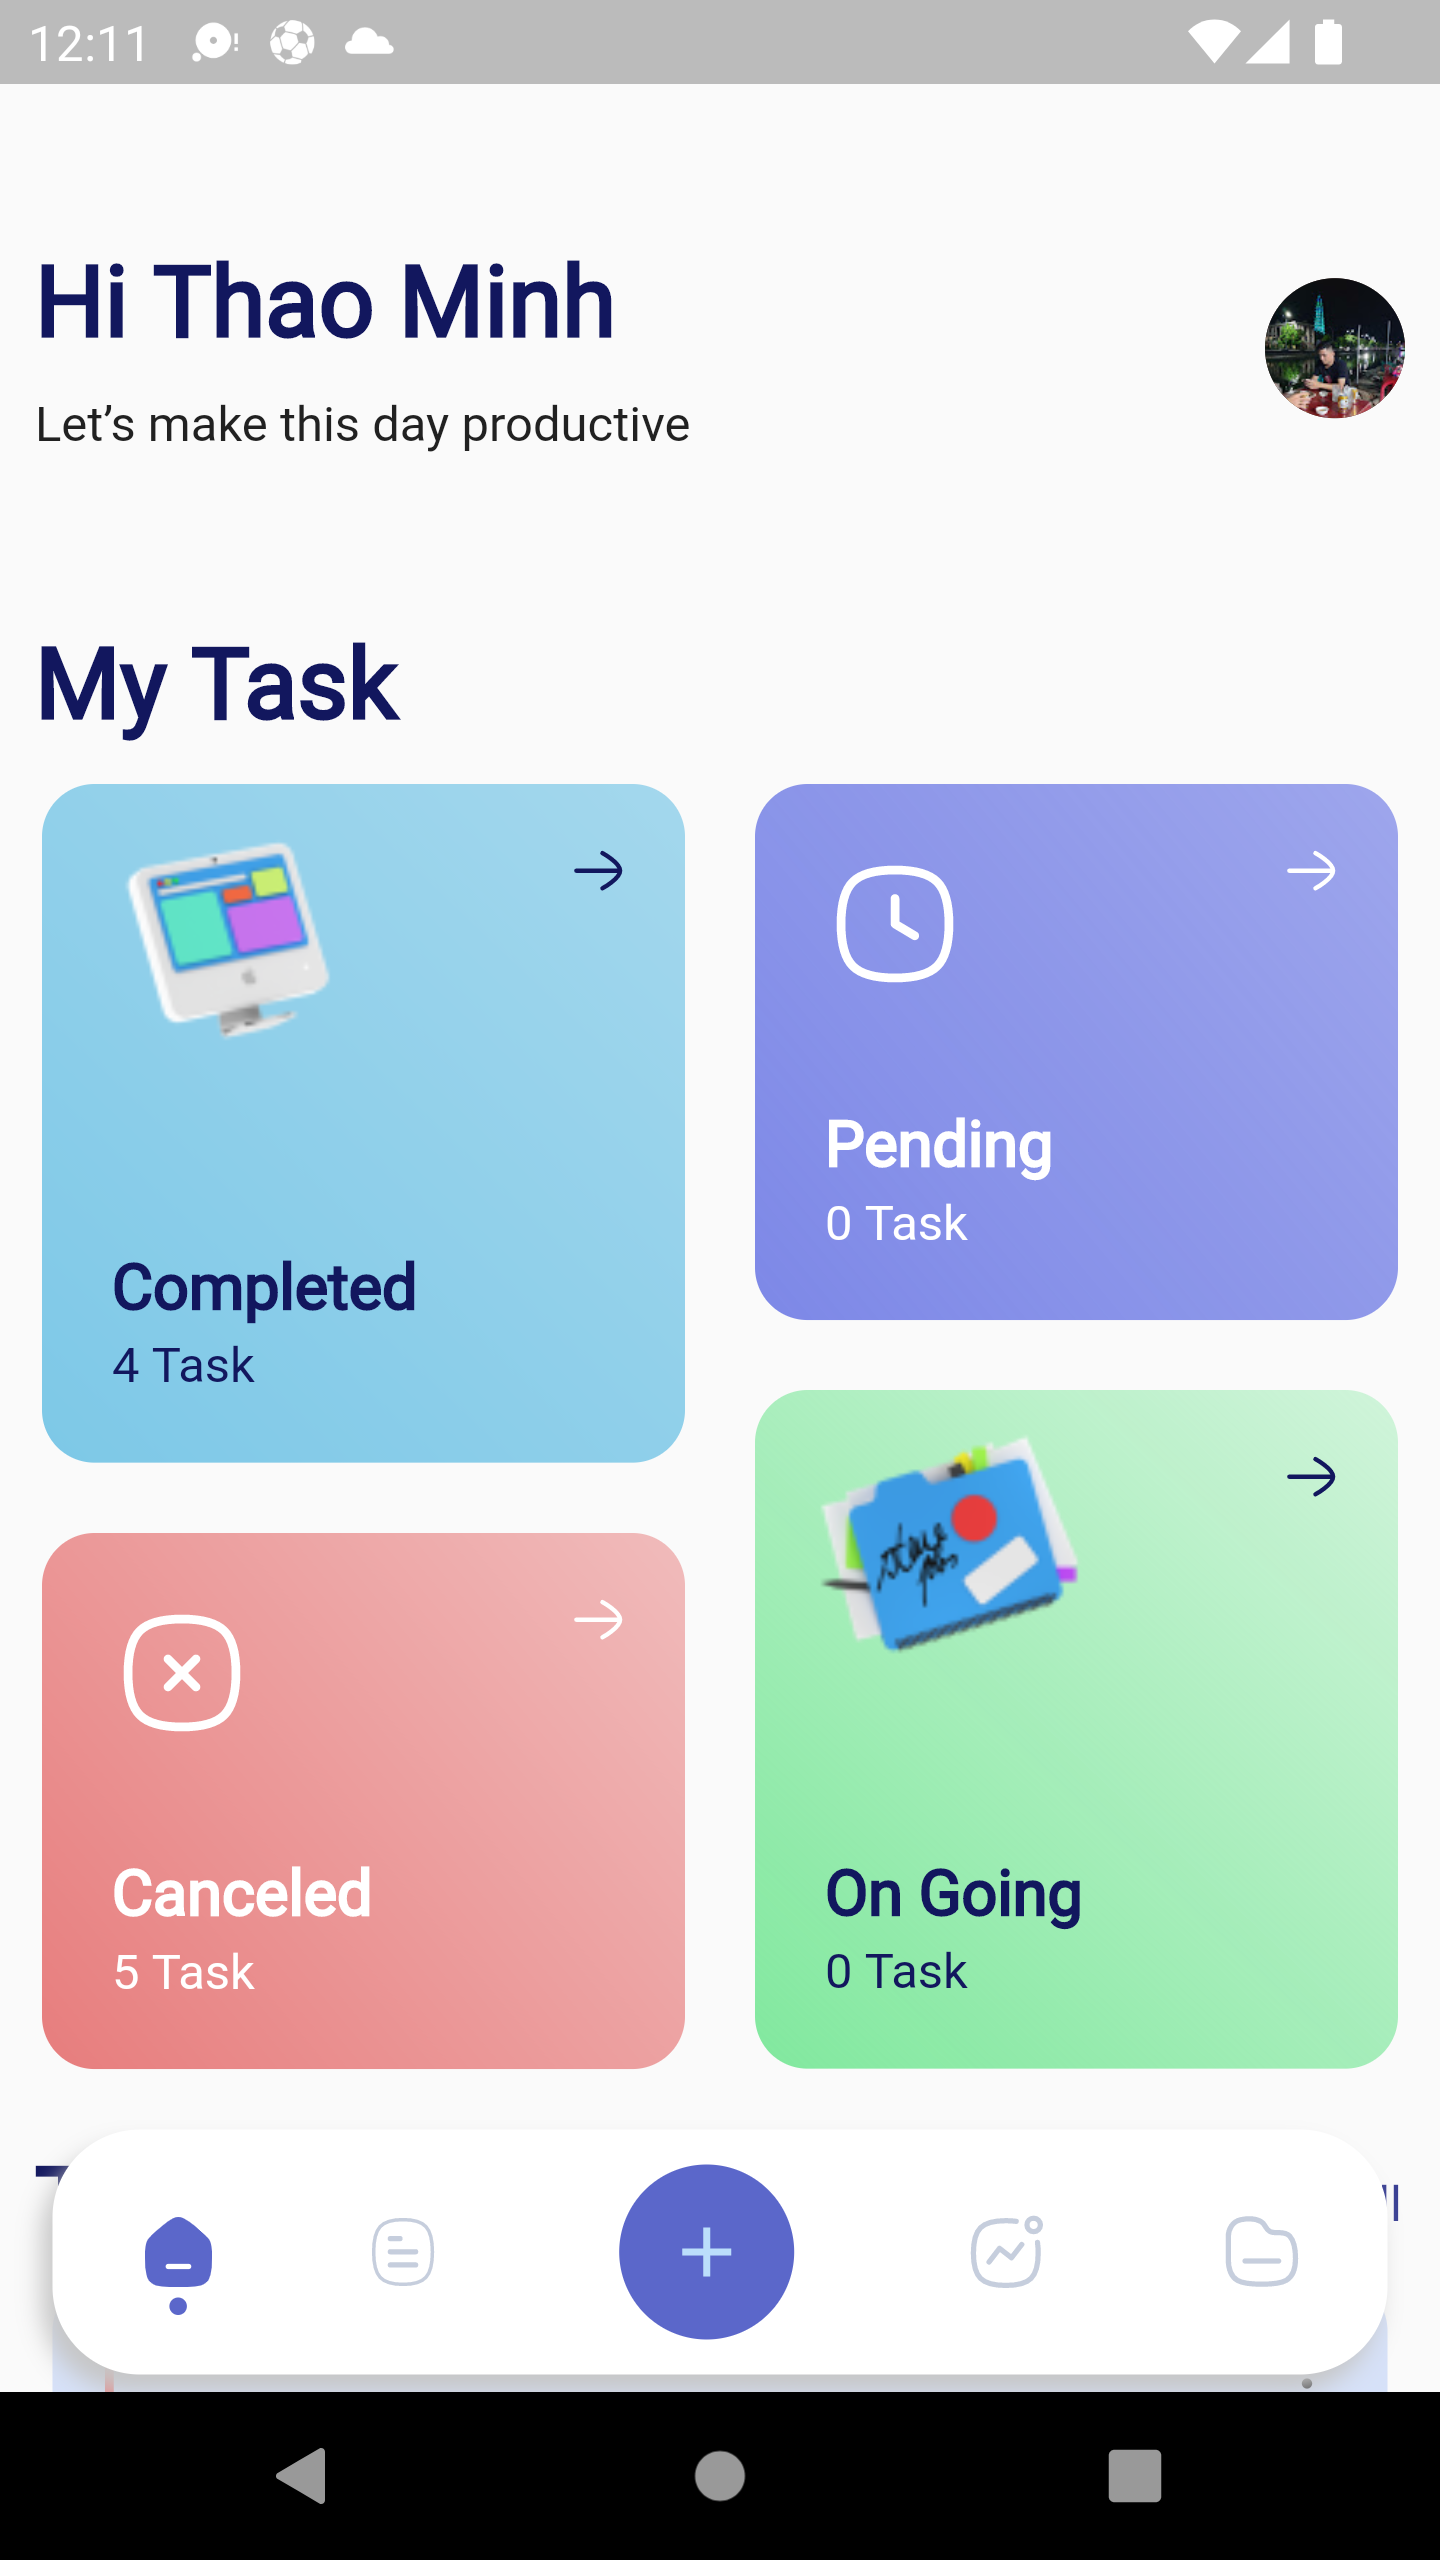 12:11
Hi Thao Minh
Let's make this day productive
My Task
Completed
4 Task
Pending
0 Task
Canceled
5 Task
On Going
0 Task